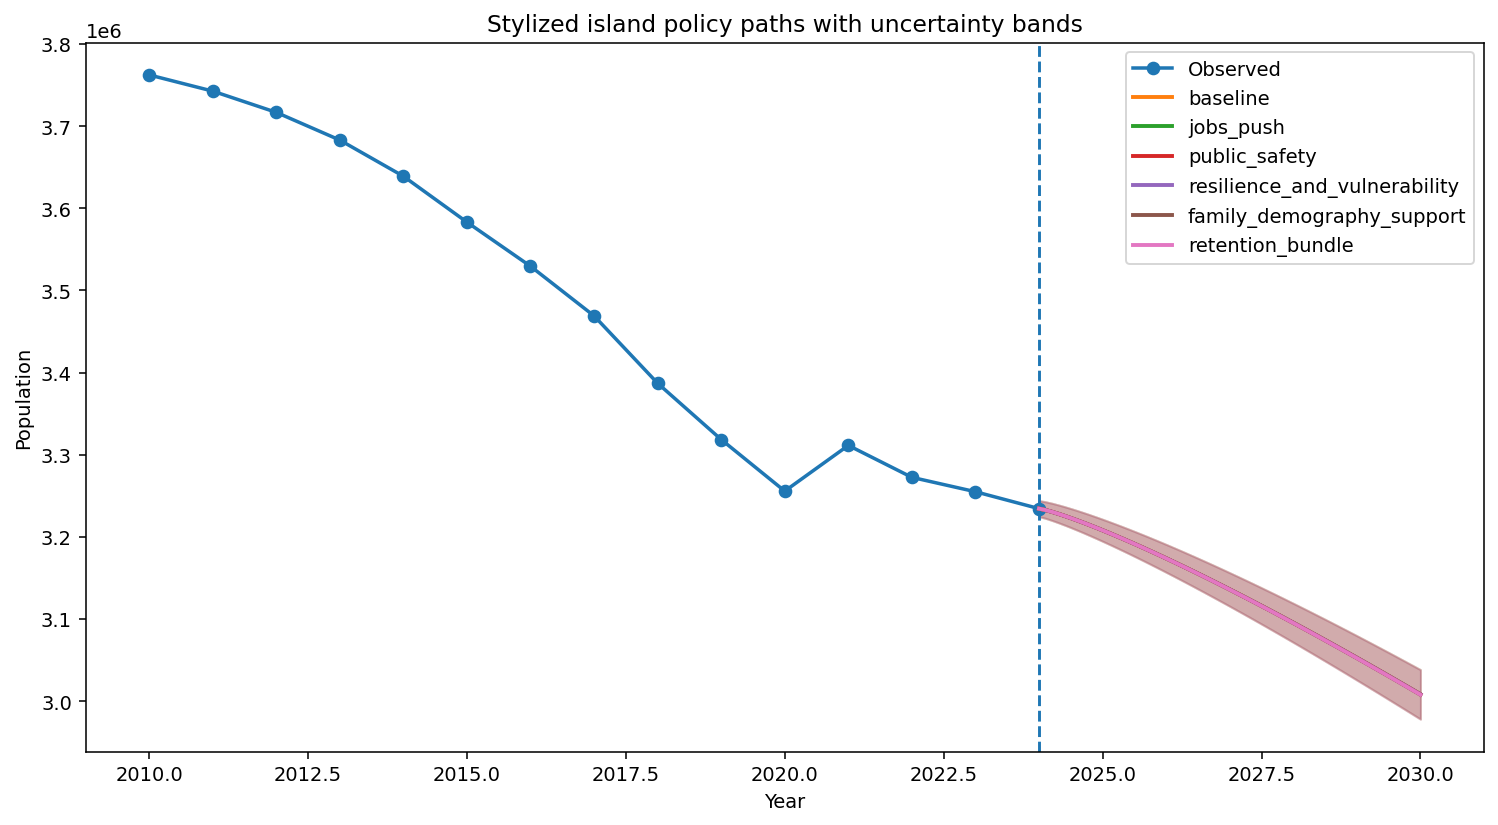 Stylized island policy paths with uncertainty bands
1e6
3.8
3.7
3.6
3.5
3.4
3.3
3.2
3.1
3.0
Population
Observed
baseline
jobs_push
public_safety
resilience_and_vulnerability
family_demography_support
retention_bundle
2010.0 2012.5 2015.0 2017.5 2020.0 2022.5 2025.0 2027.5 2030.0
Year